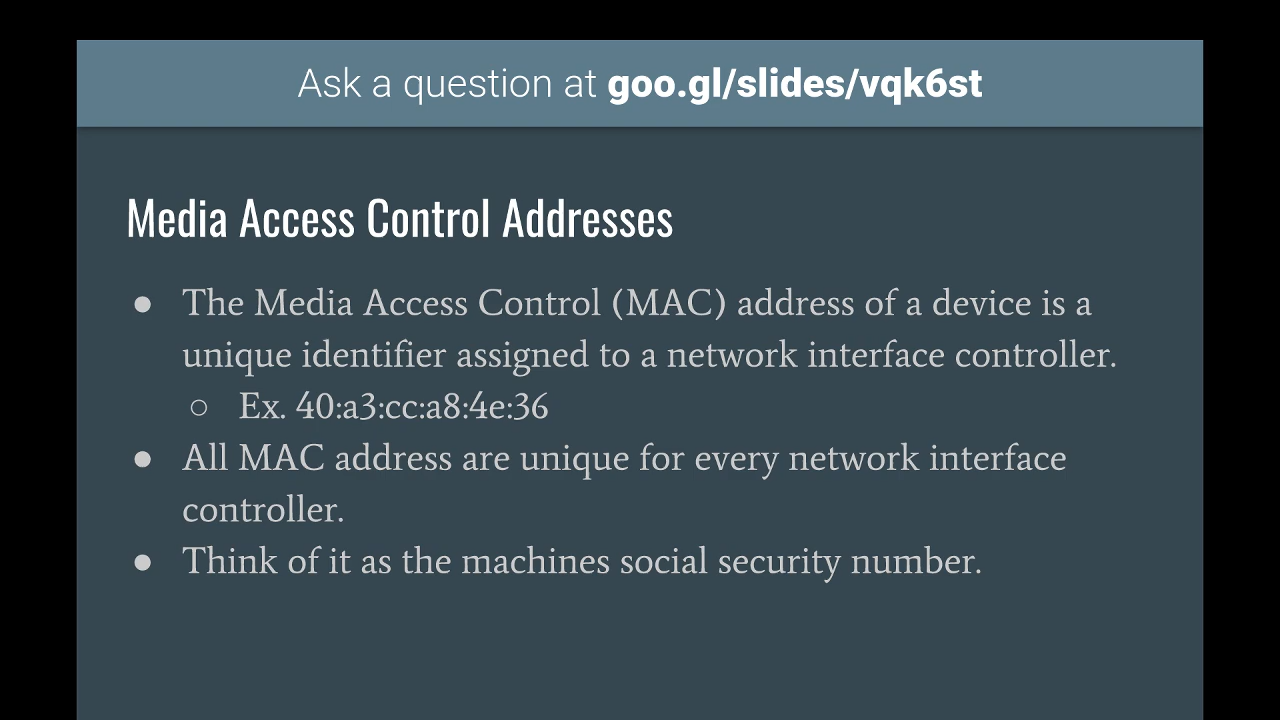 Ask a question at goo.gl/slides/vqk6st
Media Access Control Addresses
● The Media Access Control (MAC) address of a device is a
unique identifier assigned to a network interface controller.
○ Ex. 40:a3:cc:a8:4e:36
● All MAC address are unique for every network interface
controller.
● Think of it as the machines social security number.